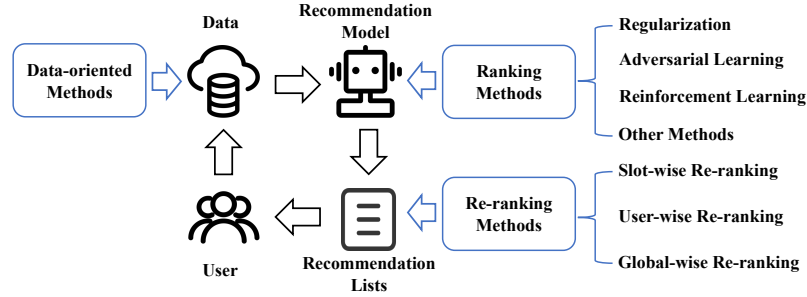 Data
Recommendation
Model
Data-oriented
Methods
Ranking
Methods
Regularization
Adversarial Learning
Reinforcement Learning
Other Methods
User
Recommendation
Lists
Re-ranking
Methods
Slot-wise Re-ranking
User-wise Re-ranking
Global-wise Re-ranking